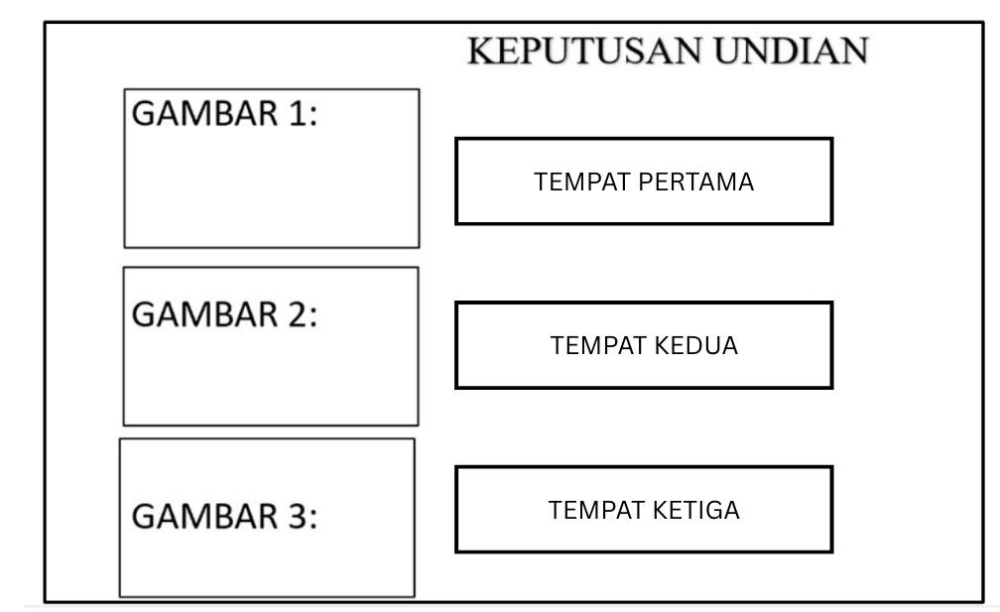 KEPUTUSAN UNDIAN
GAMBAR 1:
TEMPAT PERTAMA
GAMBAR 2:
TEMPAT KEDUA
GAMBAR 3:
TEMPAT KETIGA